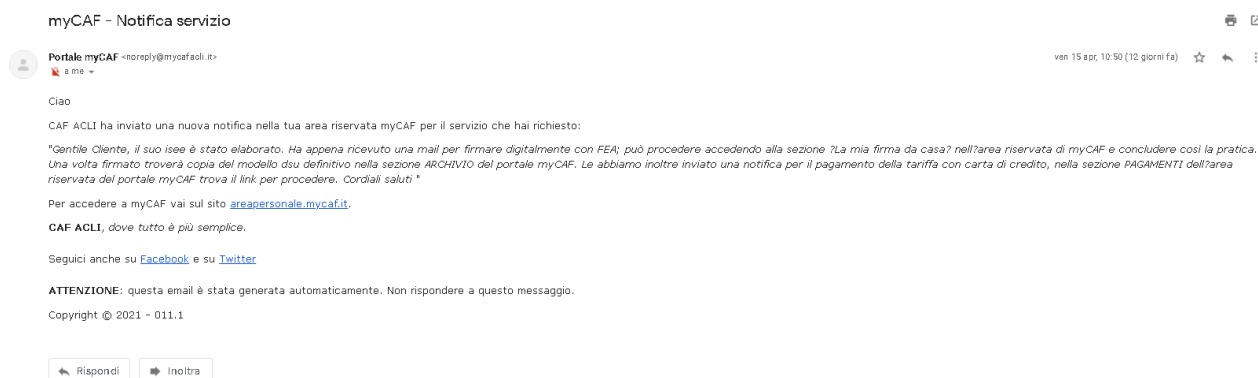 myCAF - Notifica servizio
Portale myCAF <noreply@mycafacli.it>
ven 15 apr, 10:50 (12 giorni fa)
a me
Ciao
CAF ACLI ha inviato una nuova notifica nella tua area riservata myCAF per il servizio che hai richiesto:
"Gentile Cliente, il suo isee è stato elaborato. Ha appena ricevuto una mail per firmare digitalmente con FEA; può procedere accedendo alla sezione ?La mia firma da casa? nell?area riservata di myCAF e concludere così la pratica.
Una volta firmato troverà copia del modello dsu definitivo nella sezione ARCHIVIO del portale myCAF. Le abbiamo inoltre inviato una notifica per il pagamento della tariffa con carta di credito, nella sezione PAGAMENTI dell?area
riservata del portale myCAF trova il link per procedere. Cordiali saluti "
Per accedere a myCAF vai sul sito areapersonale.mycaf.it.
CAF ACLI, dove tutto è più semplice.
Seguici anche su Facebook e su Twitter
ATTENZIONE: questa email è stata generata automaticamente. Non rispondere a questo messaggio.
Copyright © 2021 - 011.1
Rispondi
Inoltra